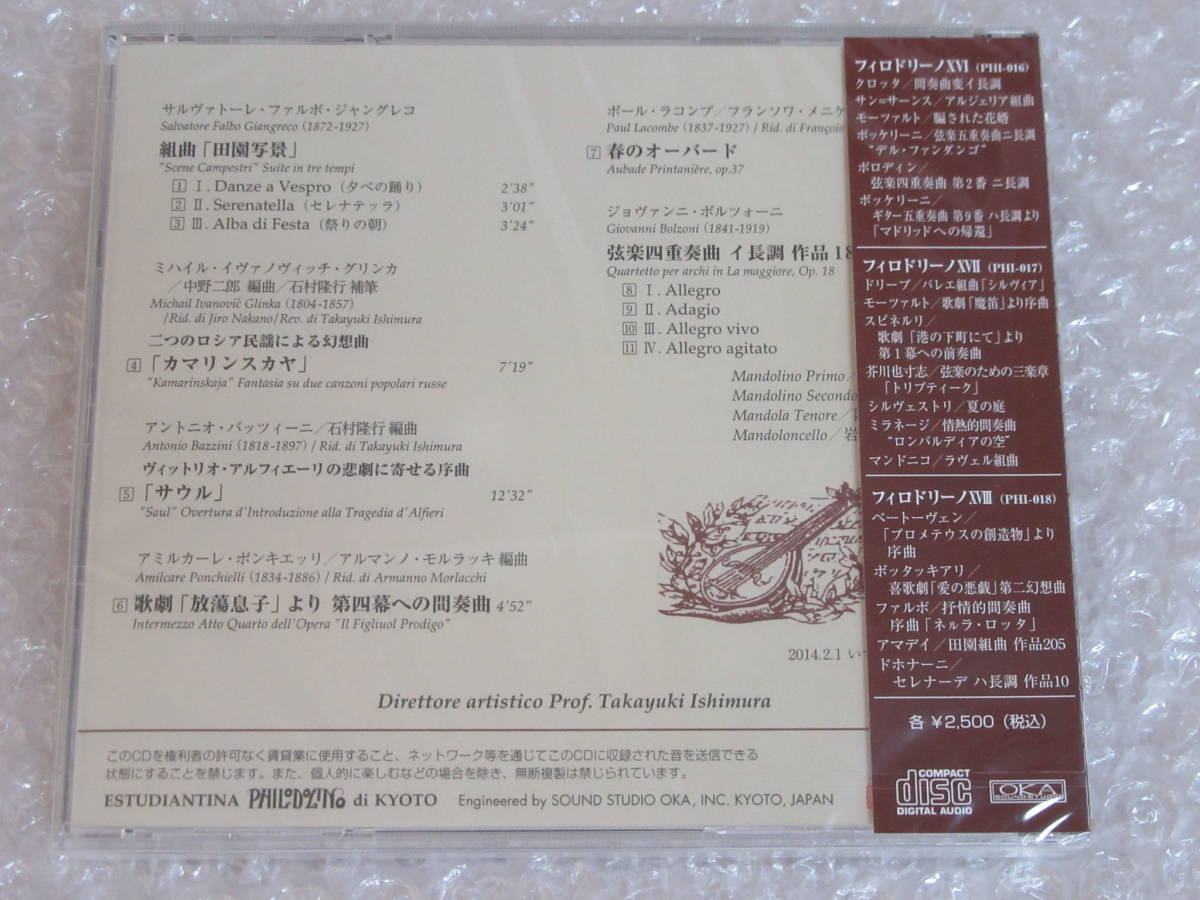 サルヴァトーレ・ファルボ・ジャングレコ
Salvatore Falbo Giangreco (1872-1927)
組曲「田園写景」
"Scene Campestri" Suite in tre tempi
1 Ⅰ. Danze a Vespro (夕べの踊り) 2'38"
2 Ⅱ. Serenatella (セレナテッラ) 3'01"
3 Ⅲ. Alba di Festa (祭りの朝) 3'24"
ミハイル・イヴァノヴィッチ・グリンカ
/中野二郎 編曲/石村隆行 補筆
Michail Ivanovič Glinka (1804-1857)
/Rid. di Jiro Nakano/Rev. di Takayuki Ishimura
二つのロシア民謡による幻想曲
4 「カマリンスカヤ」 7'19"
"Kamarinskaja" Fantasia su due canzoni popolari russe
アントニオ・バッツィーニ/石村隆行 編曲
Antonio Bazzini (1818-1897) / Rid. di Takayuki Ishimura
ヴィットリオ・アルフィエーリの悲劇に寄せる序曲
5 「サウル」 12'32"
"Saul" Overtura d'Introduzione alla Tragedia d'Alfieri
アミルカーレ・ポンキエッリ/アルマンノ・モルラッキ 編曲
Amilcare Ponchielli (1834-1886) / Rid. di Armanno Morlacchi
6 歌劇「放蕩息子」より 第四幕への間奏曲 4'52"
Intermezzo Atto Quarto dell'Opera "Il Figliuol Prodigo"
ポール・ラコンブ/フランソワ・メニケ
Paul Lacombe (1837-1927) / Rid. di François
7 春のオーバード
Aubade Printanière, op.37
ジョヴァンニ・ボルツォーニ
Giovanni Bolzoni (1841-1919)
弦楽四重奏曲 イ長調 作品18
Quartetto per archi in La maggiore, Op. 18
8 Ⅰ. Allegro
9 Ⅱ. Adagio
10 Ⅲ. Allegro vivo
11 Ⅳ. Allegro agitato
Mandolino Primo/
Mandolino Secondo
Mandola Tenore/
Mandoloncello/岩
2014.2.1 い
Direttore artistico Prof. Takayuki Ishimura
このCDを権利者の許可なく賃貸業に使用すること、ネットワーク等を通じてこのCDに収録された音を送信できる
状態にすることを禁じます。また、個人的に楽しむなどの場合を除き、無断複製は禁じられています。
ESTUDIANTINA PHILODOLINO di KYOTO Engineered by SOUND STUDIO OKA, INC. KYOTO, JAPAN
フィロドリーノⅩⅥ (PHI-016)
クロッタ/間奏曲変イ長調
サン=サーンス/アルジェリア組曲
モーツァルト/騙された花婿
ボッケリーニ/弦楽五重奏曲ニ長調
"デル・ファンダンゴ"
ボロディン/
弦楽四重奏曲 第2番 ニ長調
ボッケリーニ/
ギター五重奏曲 第9番 ハ長調より
「マドリッドへの帰還」
フィロドリーノⅩⅦ (PHI-017)
ドリーブ/バレエ組曲「シルヴィア」
モーツァルト/歌劇「魔笛」より序曲
スピネルリ/
歌劇「港の下町にて」より
第1幕への前奏曲
芥川也寸志/弦楽のための三楽章
「トリプティーク」
シルヴェストリ/夏の庭
ミラネージ/情熱的間奏曲
"ロンバルディアの空"
マンドニコ/ラヴェル組曲
フィロドリーノⅩⅧ (PHI-018)
ベートーヴェン/
「プロメテウスの創造物」より
序曲
ボッタッキアリ/
喜歌劇「愛の悪戯」第二幻想曲
ファルボ/抒情的間奏曲
序曲「ネルラ・ロッタ」
アマデイ/田園組曲 作品205
ドホナーニ/
セレナーデ ハ長調 作品10
各¥2,500(税込)
COMPACT
disc
DIGITAL AUDIO
OKA
SOUND STUDIO